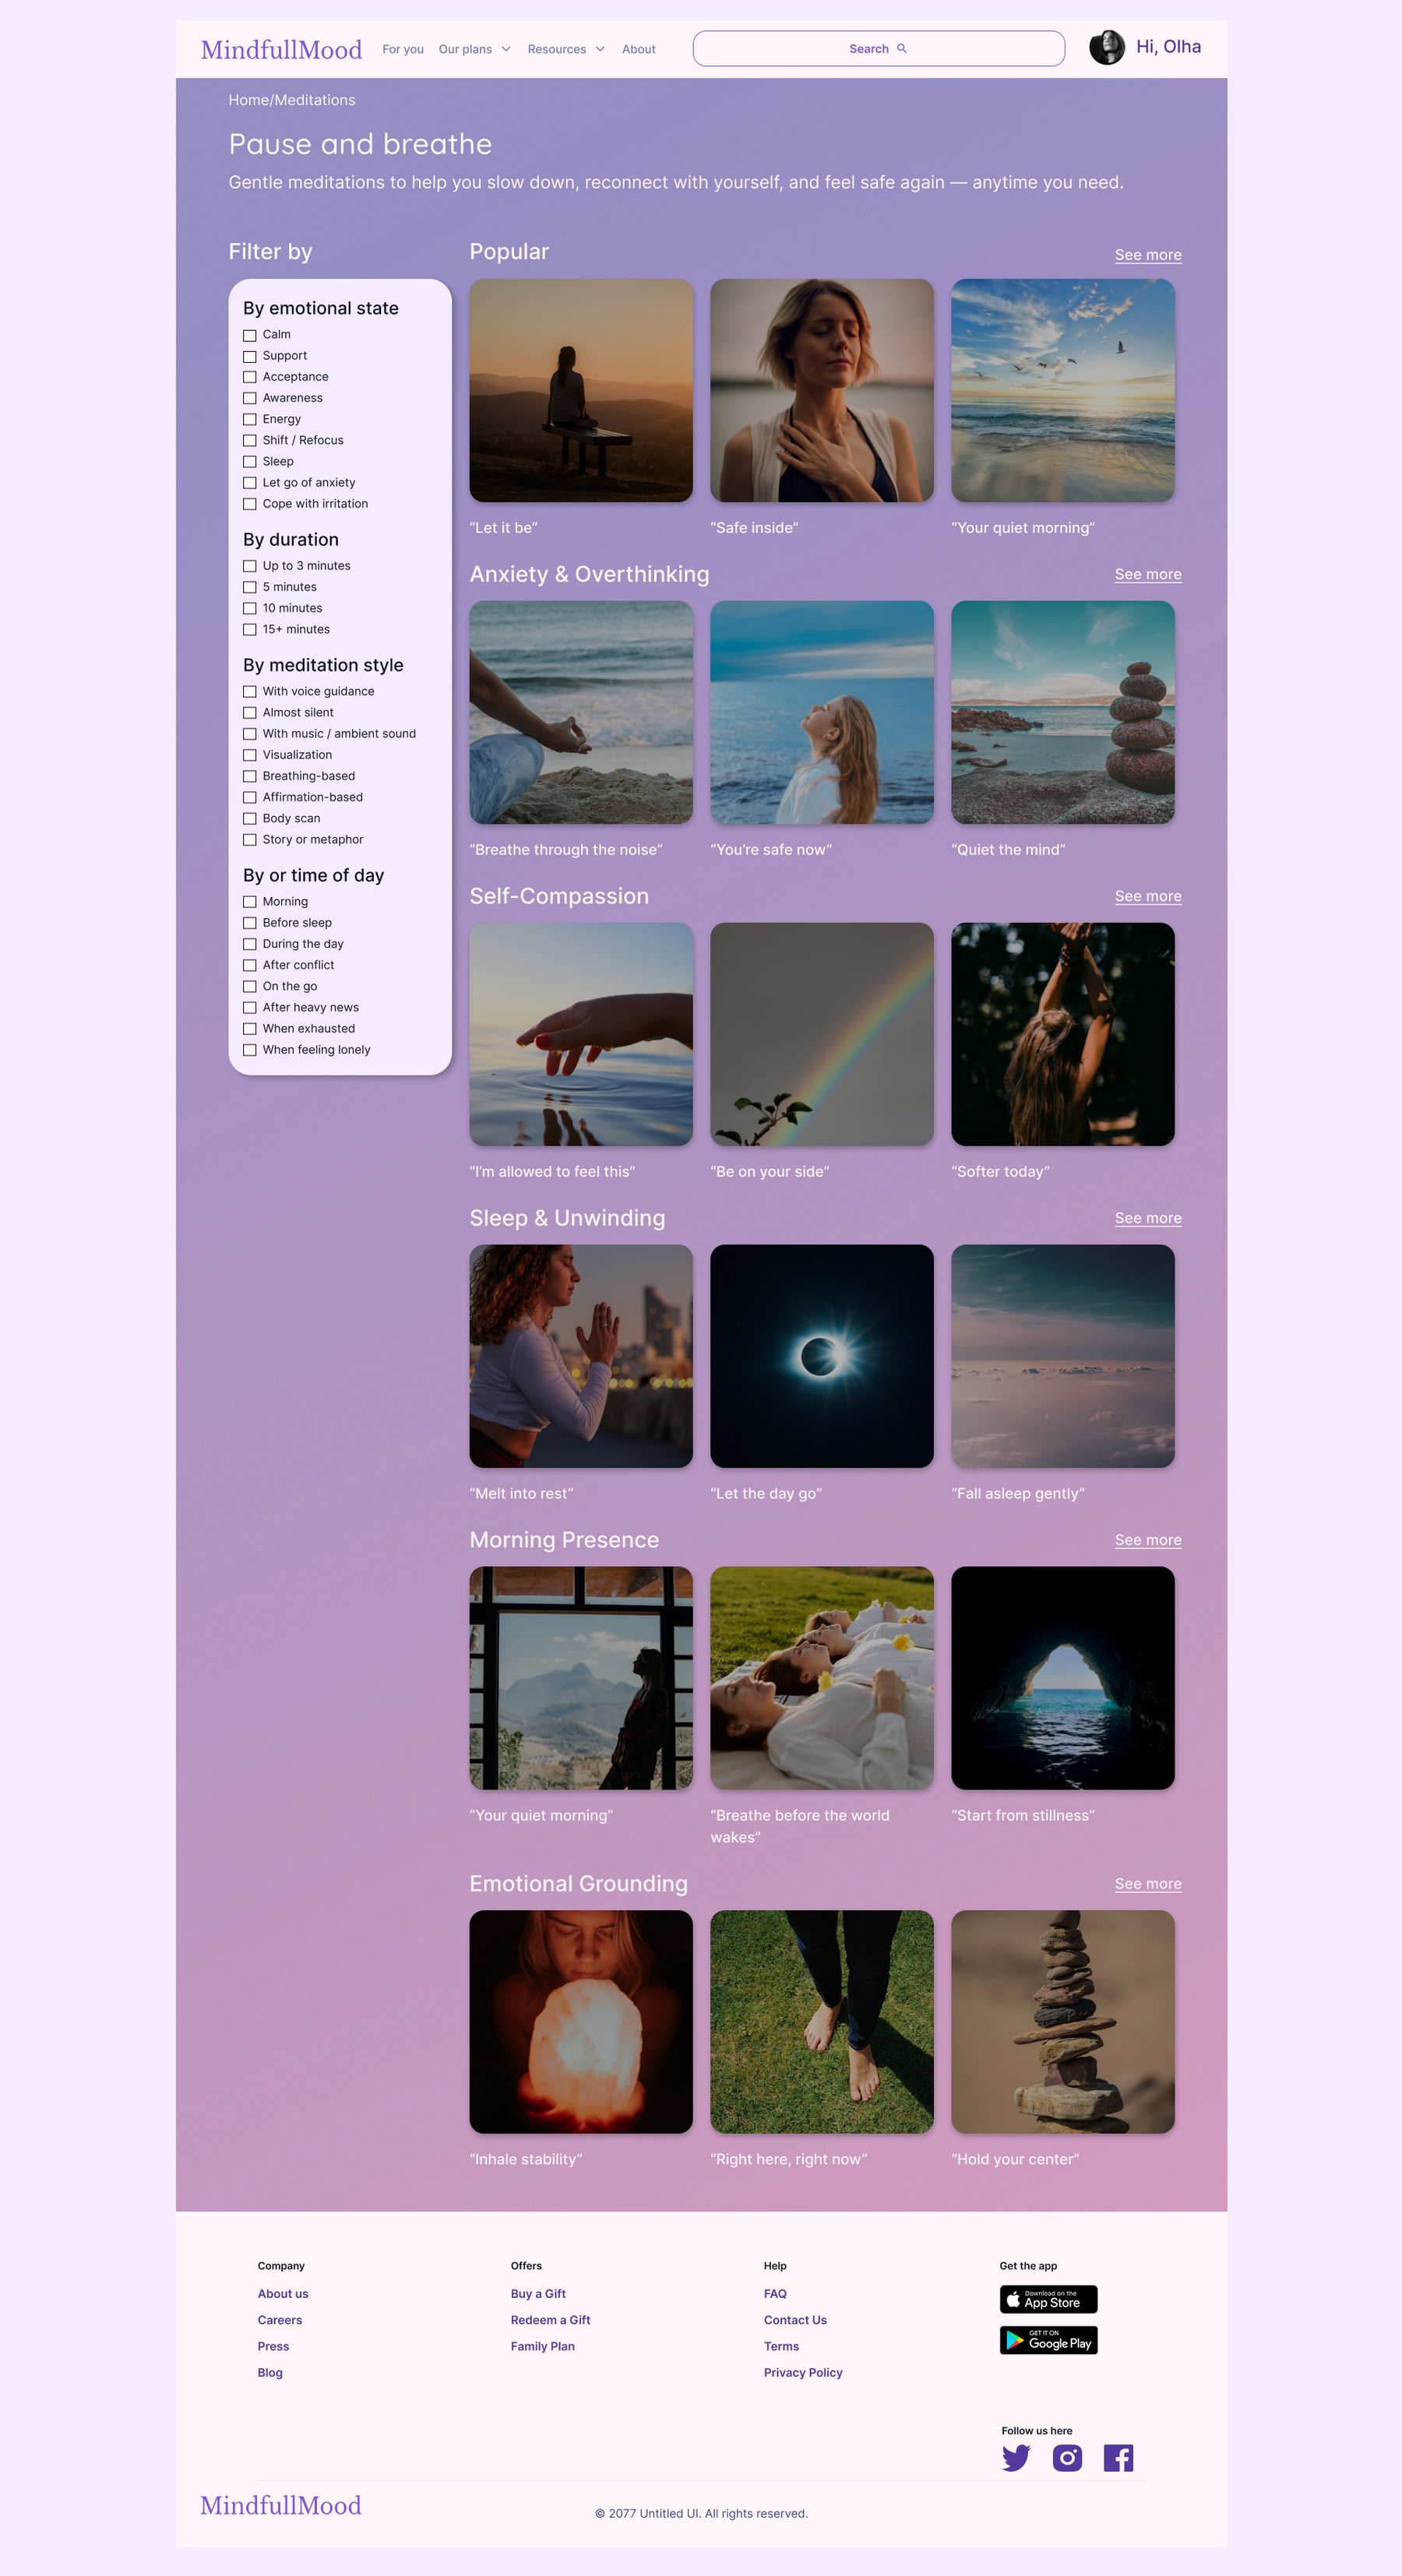 MindfullMood
For you
Our plans
Resources
About
Search
Hi, Olha
Home/Meditations
Pause and breathe
Gentle meditations to help you slow down, reconnect with yourself, and feel safe again — anytime you need.
Filter by
By emotional state
Calm
Support
Acceptance
Awareness
Energy
Shift / Refocus
Sleep
Let go of anxiety
Cope with irritation
By duration
Up to 3 minutes
5 minutes
10 minutes
15+ minutes
By meditation style
With voice guidance
Almost silent
With music / ambient sound
Visualization
Breathing-based
Affirmation-based
Body scan
Story or metaphor
By or time of day
Morning
Before sleep
During the day
After conflict
On the go
After heavy news
When exhausted
When feeling lonely
Popular
See more
“Let it be”
“Safe inside”
“Your quiet morning”
Anxiety & Overthinking
See more
“Breathe through the noise”
“You’re safe now”
“Quiet the mind”
Self-Compassion
See more
“I’m allowed to feel this”
“Be on your side”
“Softer today”
Sleep & Unwinding
See more
“Melt into rest”
“Let the day go”
“Fall asleep gently”
Morning Presence
See more
“Your quiet morning”
“Breathe before the world
wakes”
“Start from stillness”
Emotional Grounding
See more
“Inhale stability”
“Right here, right now”
“Hold your center”
Company
About us
Careers
Press
Blog
Offers
Buy a Gift
Redeem a Gift
Family Plan
Help
FAQ
Contact Us
Terms
Privacy Policy
Get the app
Download on the
App Store
GET IT ON
Google Play
Follow us here
MindfullMood
© 2077 Untitled UI. All rights reserved.